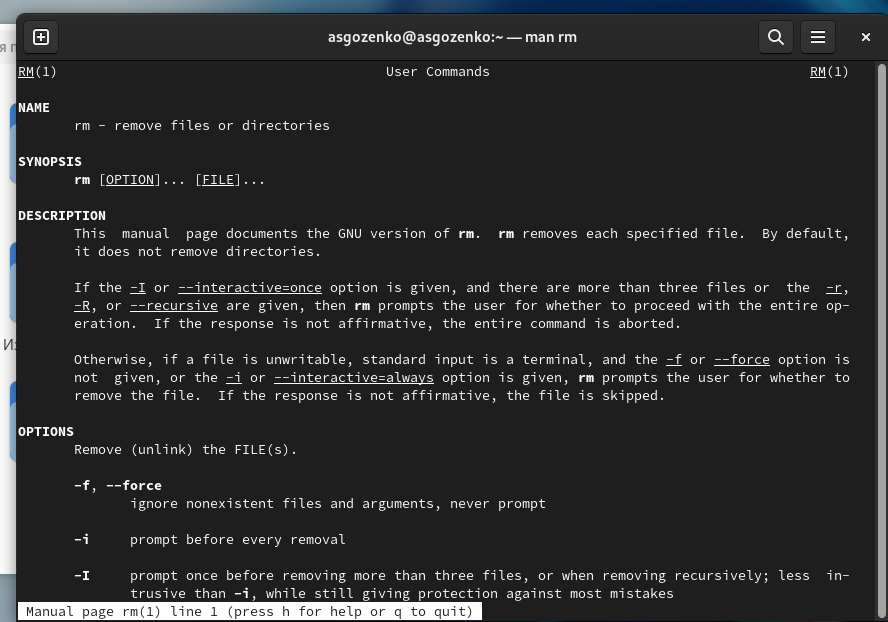 я п
asgozenko@asgozenko:~ — man rm
RM(1) User Commands RM(1)
NAME
rm - remove files or directories
SYNOPSIS
rm [OPTION]... [FILE]...
DESCRIPTION
This manual page documents the GNU version of rm. rm removes each specified file. By default,
it does not remove directories.
If the -I or --interactive=once option is given, and there are more than three files or the -r,
-R, or --recursive are given, then rm prompts the user for whether to proceed with the entire op-
eration. If the response is not affirmative, the entire command is aborted.
Otherwise, if a file is unwritable, standard input is a terminal, and the -f or --force option is
not given, or the -i or --interactive=always option is given, rm prompts the user for whether to
remove the file. If the response is not affirmative, the file is skipped.
Из
OPTIONS
Remove (unlink) the FILE(s).
-f, --force
ignore nonexistent files and arguments, never prompt
-i prompt before every removal
-I prompt once before removing more than three files, or when removing recursively; less in-
trusive than -i, while still giving protection against most mistakes
Manual page rm(1) line 1 (press h for help or q to quit)